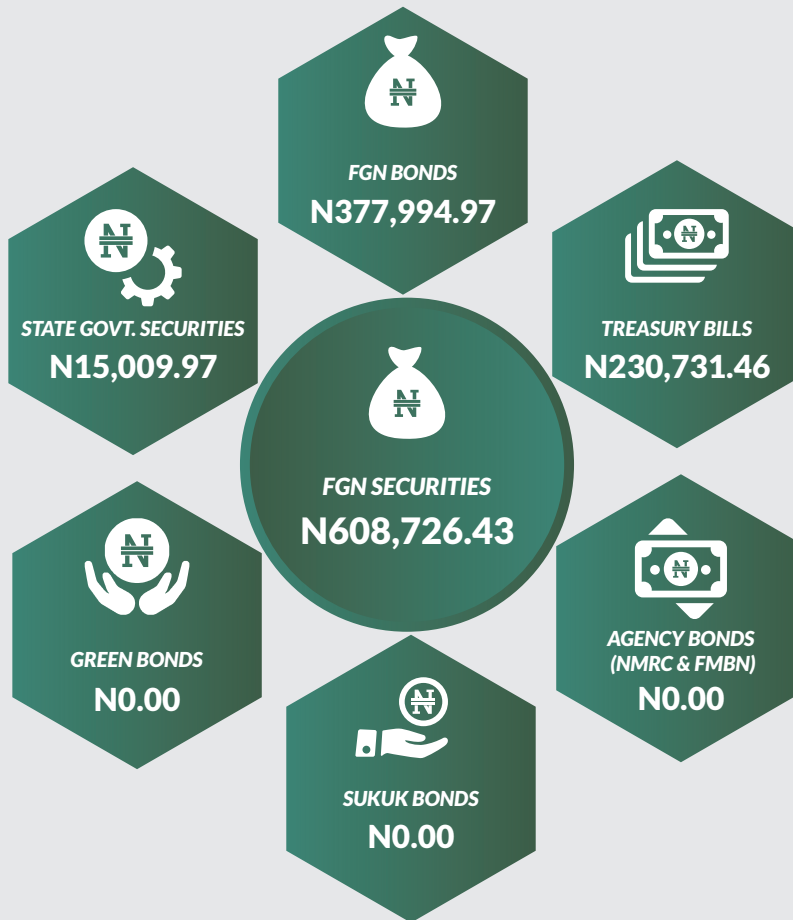 FGN BONDS
N377,994.97
STATE GOVT. SECURITIES
N15,009.97
TREASURY BILLS
N230,731.46
FGN SECURITIES
N608,726.43
GREEN BONDS
N0.00
AGENCY BONDS
(NMRC & FMBN)
N0.00
SUKUK BONDS
N0.00